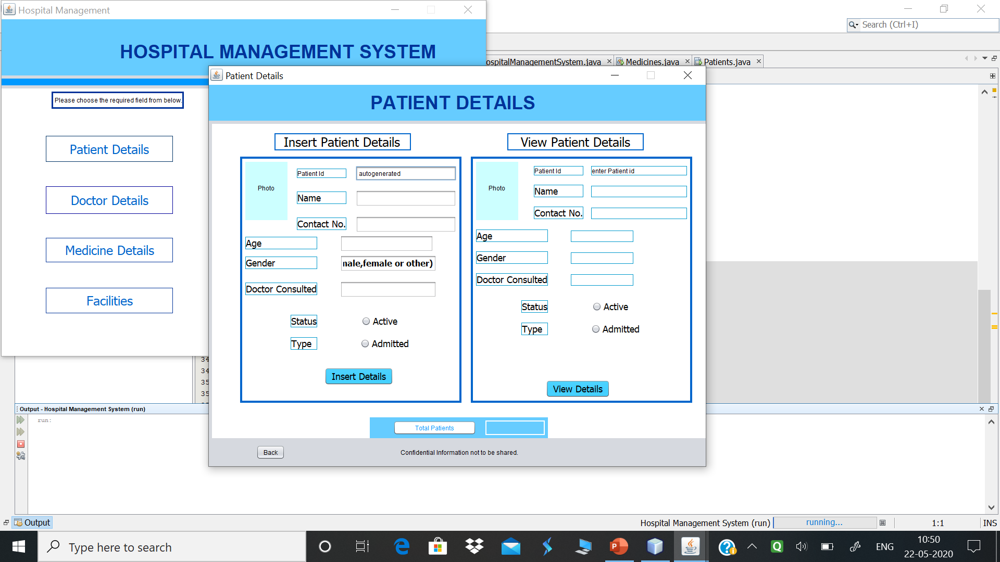 Hospital Management
HOSPITAL MANAGEMENT SYSTEM
Please choose the required field from below.
Patient Details
Doctor Details
Medicine Details
Facilities
Search (Ctrl+I)
ospitalManagementSystem.java
Medicines.java
Patients.java
Patient Details
PATIENT DETAILS
Insert Patient Details
Photo
Patient Id
autogenerated
Name
Contact No.
Age
Gender
nale,female or other)
Doctor Consulted
Status
Active
Type
Admitted
Insert Details
View Patient Details
Photo
Patient Id
enter Patient id
Name
Contact No.
Age
Gender
Doctor Consulted
Status
Active
Type
Admitted
View Details
Total Patients
Back
Confidential Information not to be shared.
34
34
35
35
Output - Hospital Management System (run)
run:
Output
Hospital Management System (run)
running...
1:1
INS
Type here to search
ENG
10:50
22-05-2020